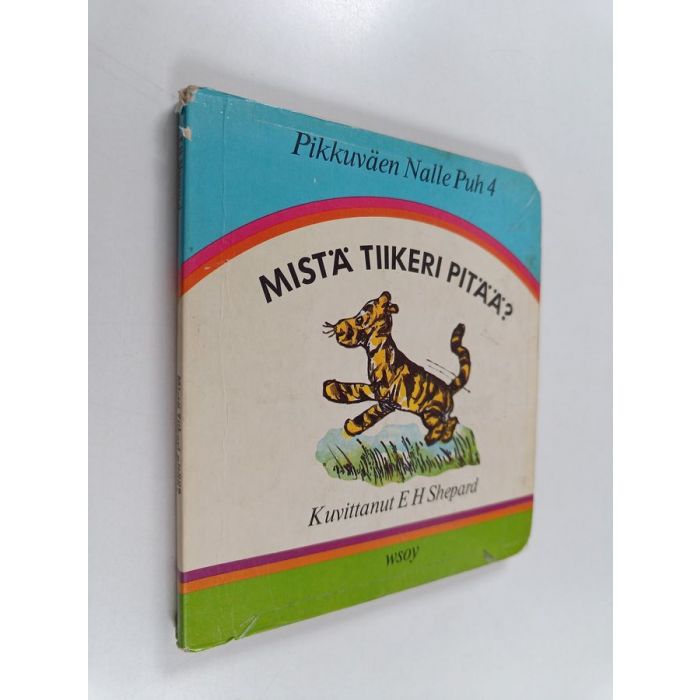 Pikkuväen Nalle Puh 4
MISTÄ TIIKERI PITÄÄ?
Kuvittanut E H Shepard
wsoy